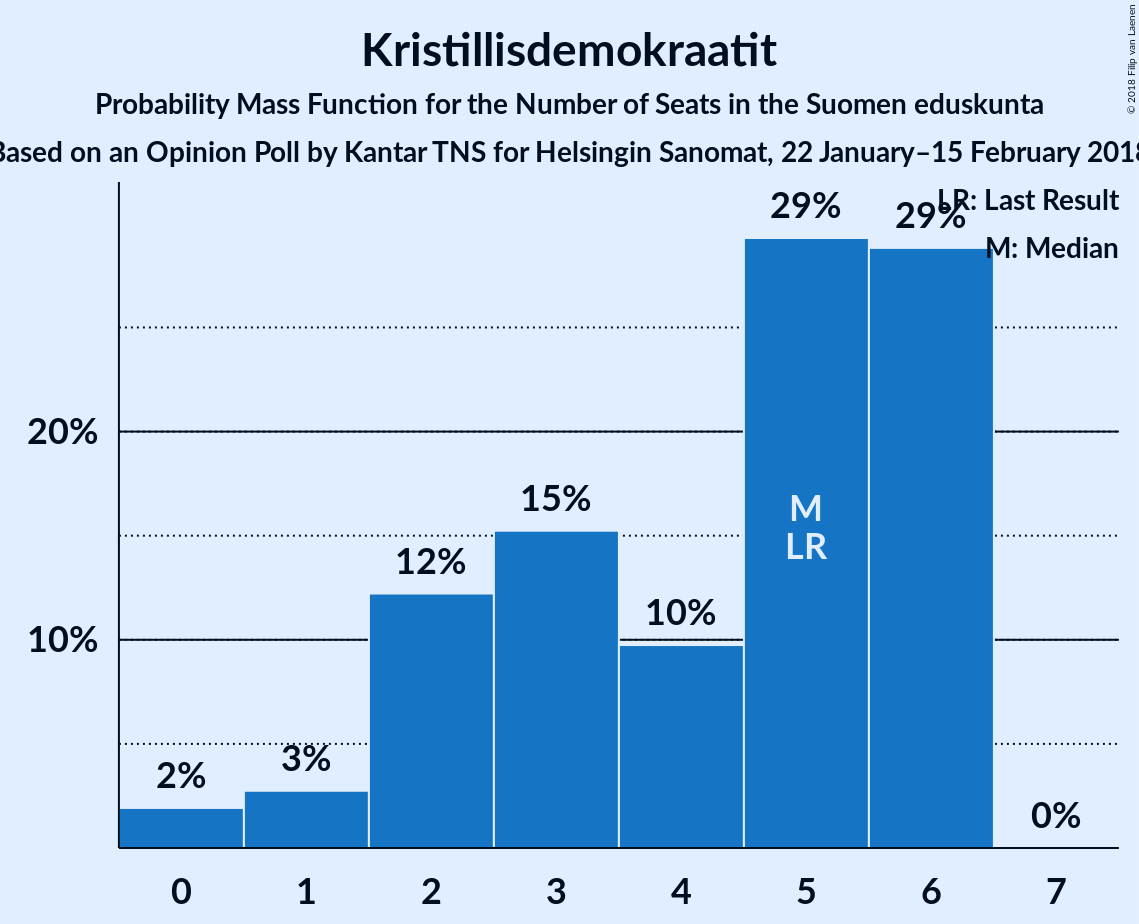 Kristillisdemokraatit
Probability Mass Function for the Number of Seats in the Suomen eduskunta
Based on an Opinion Poll by Kantar TNS for Helsingin Sanomat, 22 January–15 February 2018
© 2018 Filip van Laenen
LR: Last Result
M: Median
29%
29%
20%
15%
12%
10%
10%
3%
2%
0%
M
LR
0 1 2 3 4 5 6 7